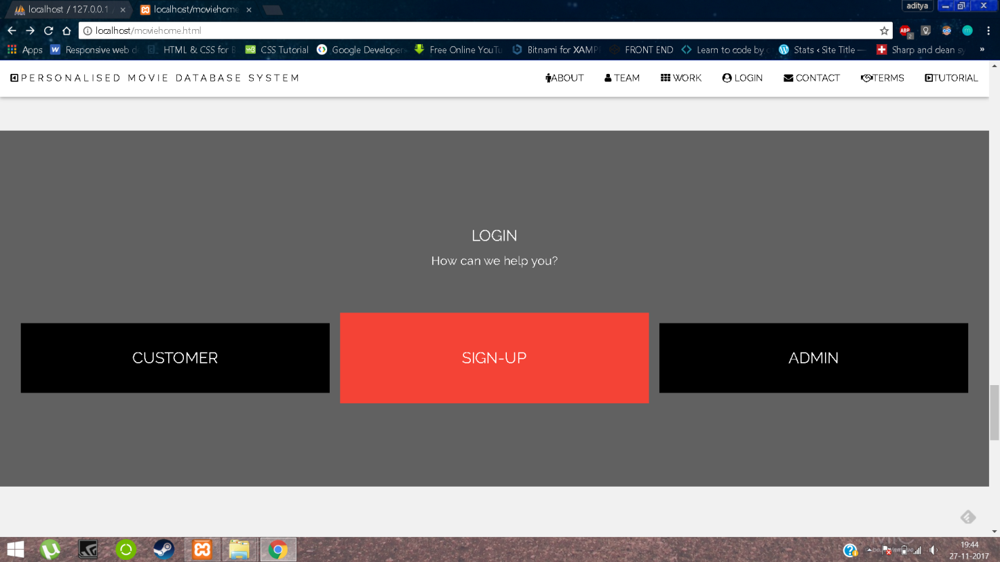 localhost / 127.0.0.1
localhost/moviehome
aditya
localhost/moviehome.html
ABP
2
Apps
Responsive web d
HTML & CSS for B
CSS Tutorial
Google Developer
Free Online YouTu
Bitnami for XAMP
FRONT END
Learn to code by
Stats ‹ Site Title —
Sharp and clean sy
»
PERSONALISED MOVIE DATABASE SYSTEM
ABOUT
TEAM
WORK
LOGIN
CONTACT
TERMS
TUTORIAL
LOGIN
How can we help you?
CUSTOMER
SIGN-UP
ADMIN
19:44
27-11-2017